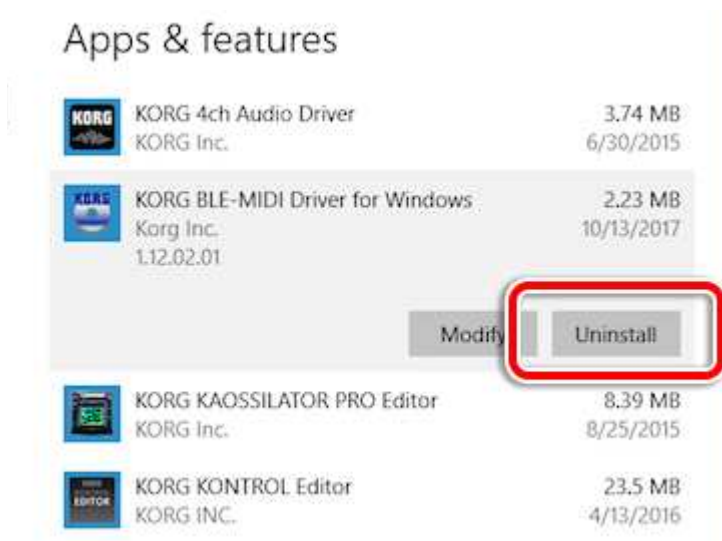 Apps & features
KORG
KORG 4ch Audio Driver 3.74 MB
KORG Inc. 6/30/2015
KORG
KORG BLE-MIDI Driver for Windows 2.23 MB
Korg Inc. 10/13/2017
1.12.02.01
Modify Uninstall
KORG KAOSSILATOR PRO Editor 8.39 MB
KORG Inc. 8/25/2015
KORG KONTROL Editor 23.5 MB
EDITOR
KORG INC. 4/13/2016